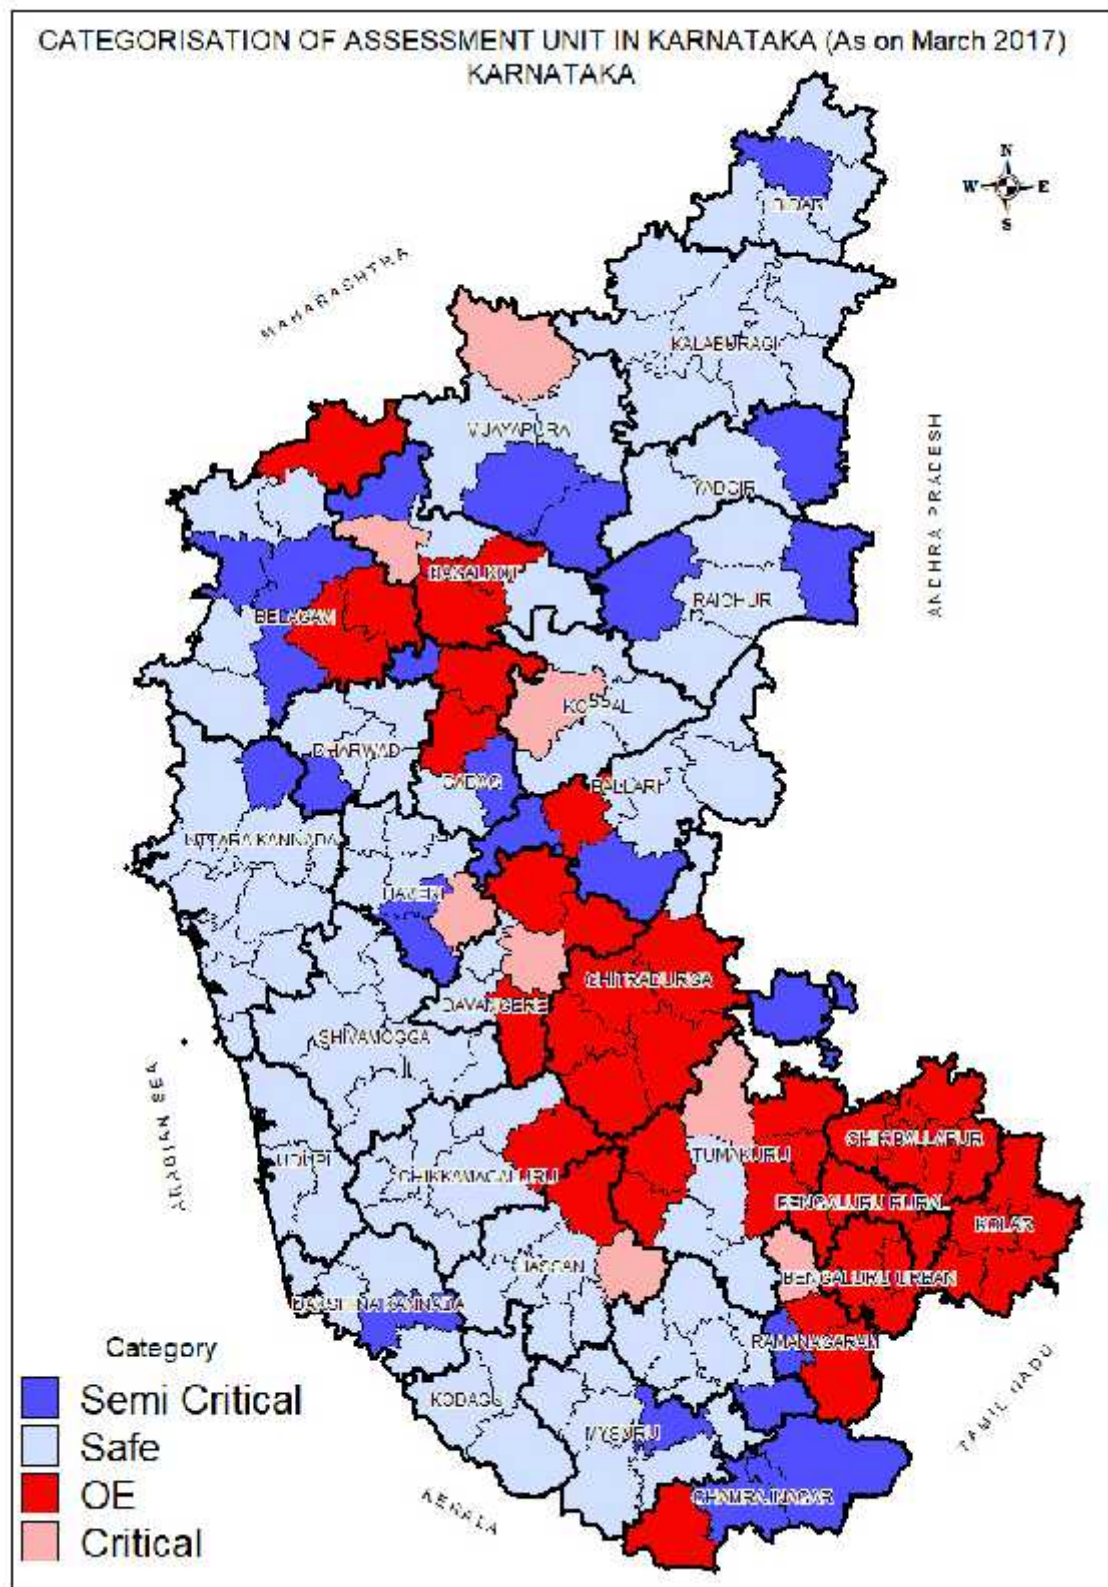 CATEGORISATION OF ASSESSMENT UNIT IN KARNATAKA (As on March 2017)
KARNATAKA
N
W E
S
BIDAR
MAHARASHTRA
KALABURAGI
VIJAYAPURA
ANDHRA PRADESH
YADGIR
BAGALKOT
RAICHUR
BELAGAVI
KOPPAL
DHARWAD
GADAG
BALLARI
UTTARA KANNADA
HAVERI
CHITRADURGA
DAVANGERE
SHIVAMOGGA
ARABIAN SEA
CHIKBALLAPUR
TUMAKURU
UDUPI
CHIKKAMAGALURU
BENGALURU RURAL
KOLAR
HASSAN
BENGALURU URBAN
DAKSHINA KANNADA
RAMANAGARAM
TAMIL NADU
KODAGU
MYSURU
CHAMRAJNAGAR
KERALA
Category
Semi Critical
Safe
OE
Critical